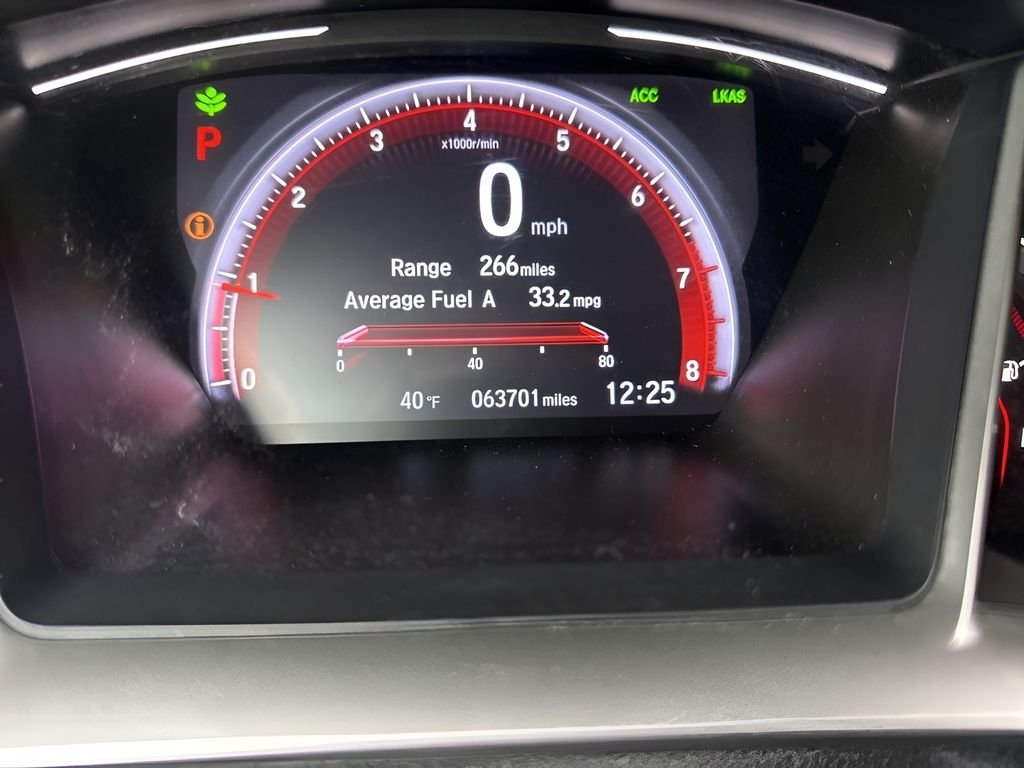 ACC LKAS
P
4
3 5
x1000r/min
2 6
0 mph
i
Range 266 miles
1 7
Average Fuel A 33.2 mpg
0 40 80
0 8
40 °F 063701 miles 12:25